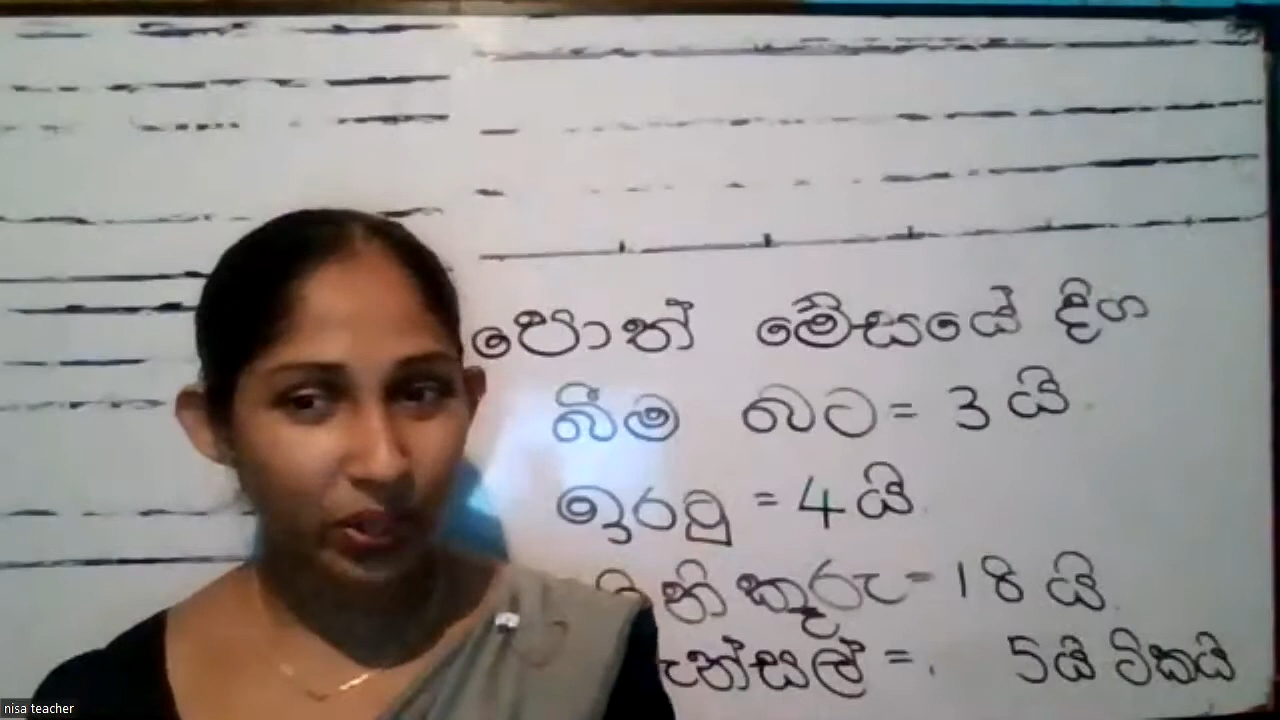 පොත් මේසයේ දිග
බීම බට = 3 යි
ඉරටු = 4 යි
කූරු = 18 යි
= 5යි ටිකයි
nisa teacher